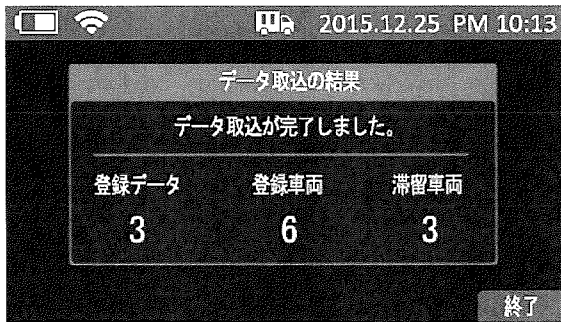 2015.12.25 PM 10:13
データ取込の結果
データ取込が完了しました。
登録データ 登録車両 滞留車両
3 6 3
終了